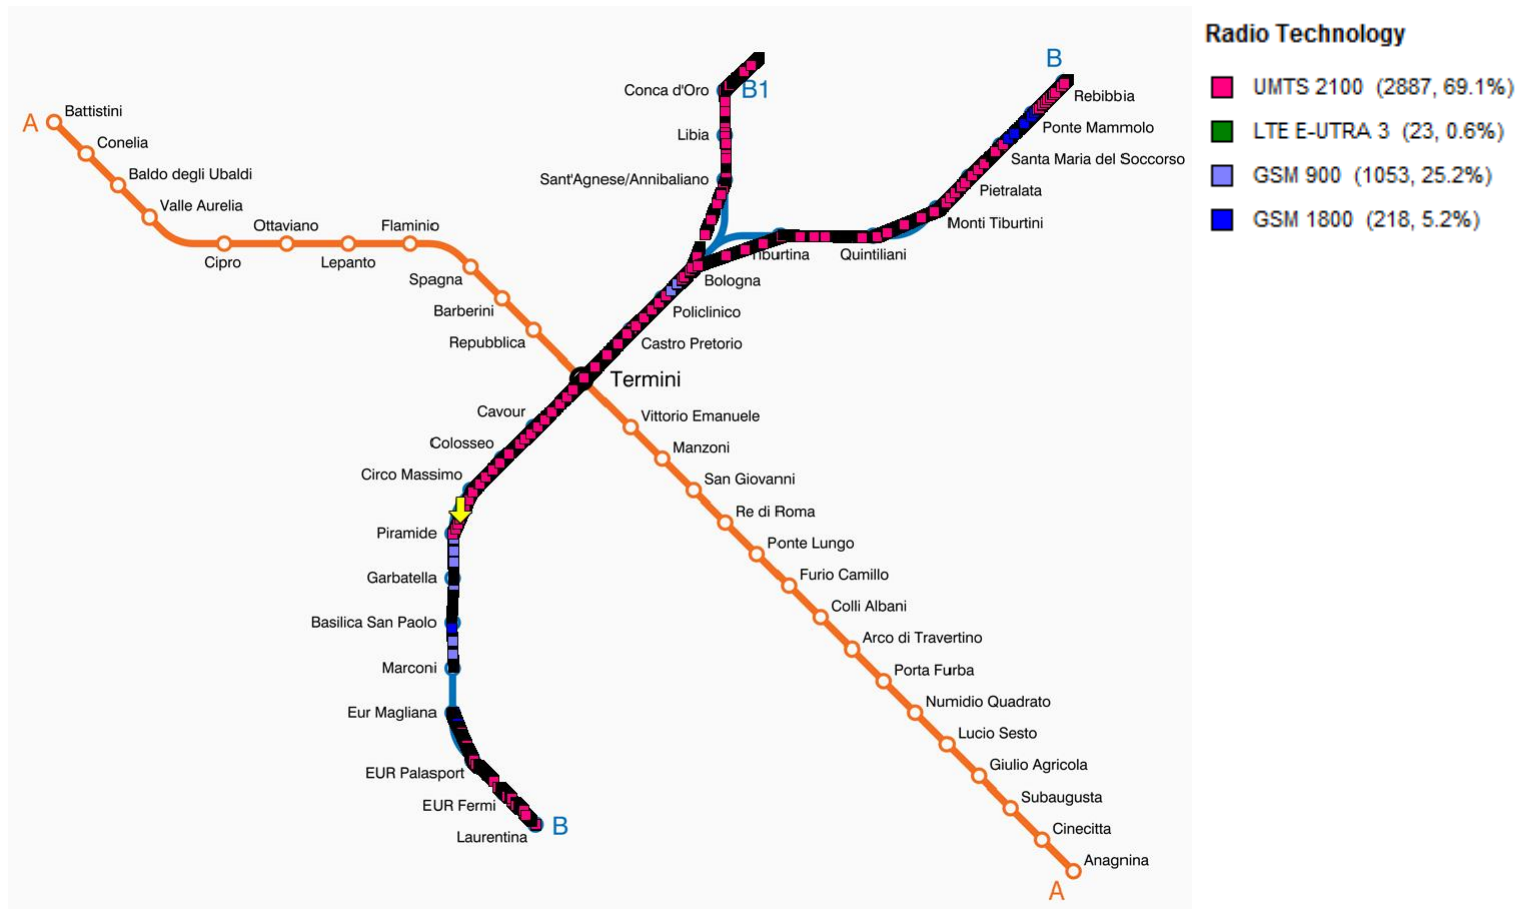 Radio Technology
UMTS 2100 (2887, 69.1%)
LTE E-UTRA 3 (23, 0.6%)
GSM 900 (1053, 25.2%)
GSM 1800 (218, 5.2%)
A
Battistini
Conelia
Baldo degli Ubaldi
Valle Aurelia
Cipro
Ottaviano
Lepanto
Flaminio
Spagna
Barberini
Repubblica
Termini
Vittorio Emanuele
Manzoni
San Giovanni
Re di Roma
Ponte Lungo
Furio Camillo
Colli Albani
Arco di Travertino
Porta Furba
Numidio Quadrato
Lucio Sesto
Giulio Agricola
Subaugusta
Cinecitta
Anagnina
A
B1
Conca d'Oro
Libia
Sant'Agnese/Annibaliano
B
Rebibbia
Ponte Mammolo
Santa Maria del Soccorso
Pietralata
Monti Tiburtini
Quintiliani
iburtina
Bologna
Policlinico
Castro Pretorio
Cavour
Colosseo
Circo Massimo
Piramide
Garbatella
Basilica San Paolo
Marconi
Eur Magliana
EUR Palasport
EUR Fermi
Laurentina
B